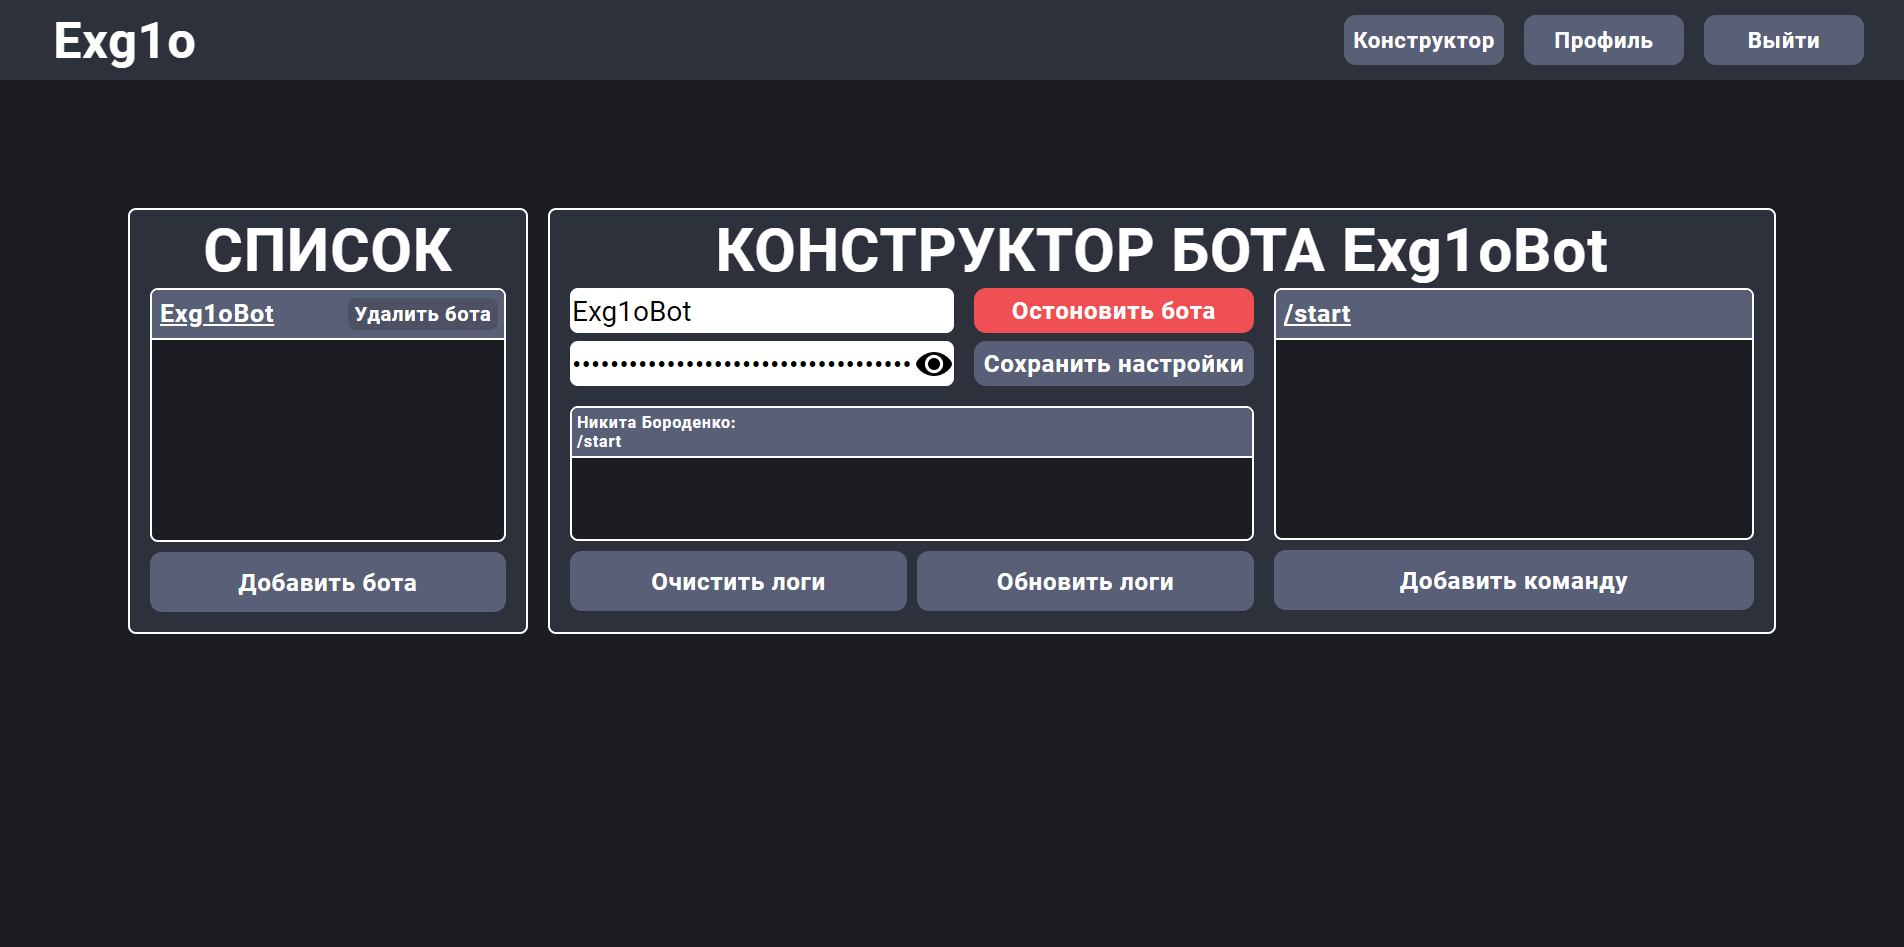 Exg1o
Конструктор
Профиль
Выйти
СПИСОК
Exg1oBot
Удалить бота
Добавить бота
КОНСТРУКТОР БОТА Exg1oBot
Exg1oBot
Остоновить бота
••••••••••••••••••••••••••••••••••••
Сохранить настройки
Никита Бороденко:
/start
Очистить логи
Обновить логи
/start
Добавить команду